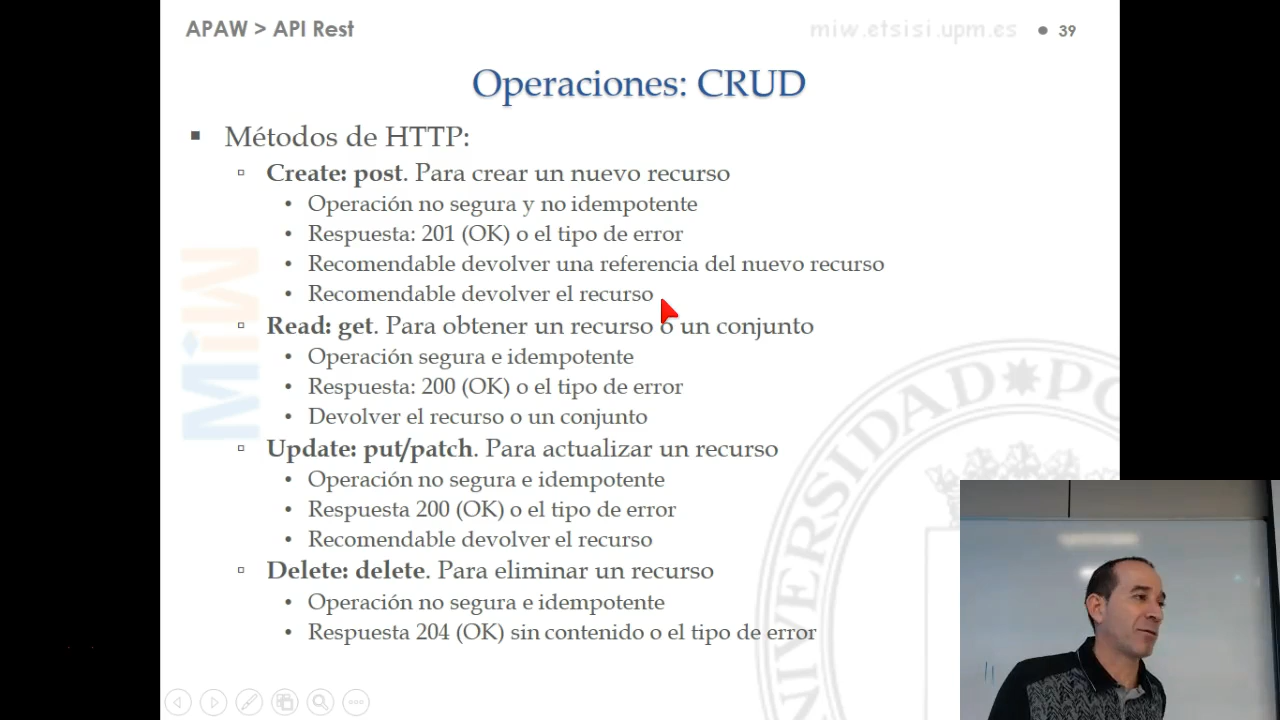 APAW > API Rest
miw.etsisi.upm.es
39
Operaciones: CRUD
Métodos de HTTP:
Create: post. Para crear un nuevo recurso
Operación no segura y no idempotente
Respuesta: 201 (OK) o el tipo de error
Recomendable devolver una referencia del nuevo recurso
Recomendable devolver el recurso
Read: get. Para obtener un recurso o un conjunto
Operación segura e idempotente
Respuesta: 200 (OK) o el tipo de error
Devolver el recurso o un conjunto
Update: put/patch. Para actualizar un recurso
Operación no segura e idempotente
Respuesta 200 (OK) o el tipo de error
Recomendable devolver el recurso
Delete: delete. Para eliminar un recurso
Operación no segura e idempotente
Respuesta 204 (OK) sin contenido o el tipo de error
MiW
UNIVERSIDAD